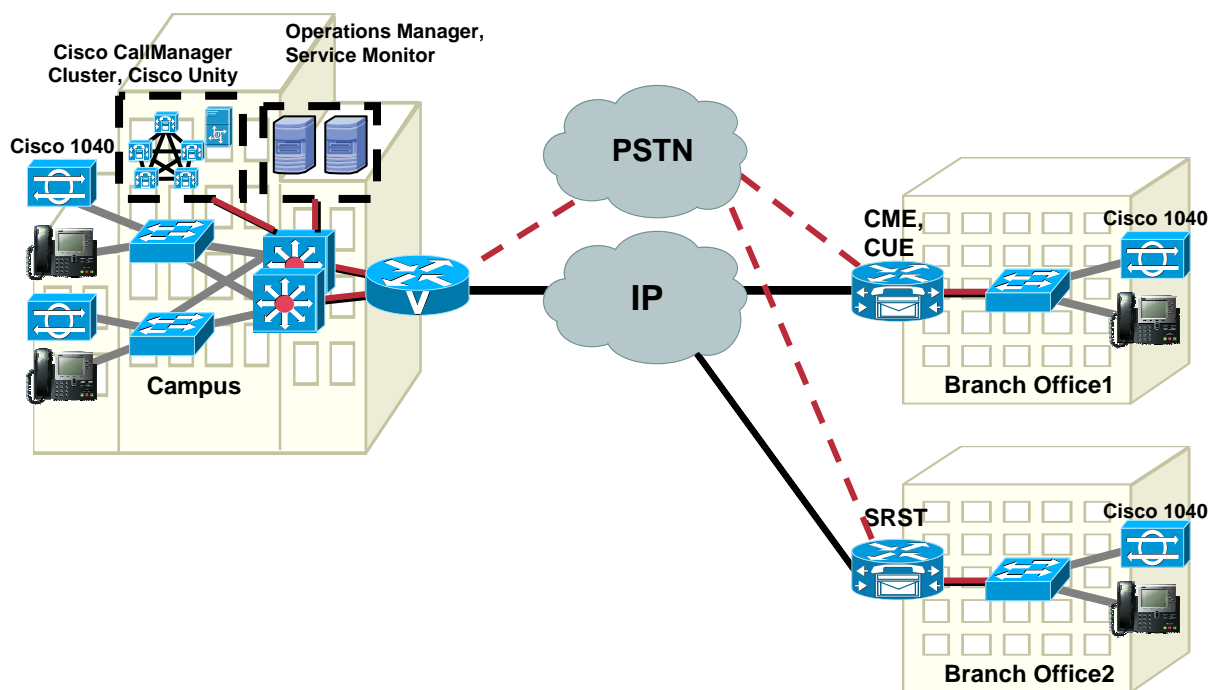 Operations Manager,
Service Monitor
Cisco CallManager
Cluster, Cisco Unity
Cisco 1040
PSTN
CME,
CUE
Cisco 1040
IP
V
Campus
Branch Office1
SRST
Cisco 1040
Branch Office2